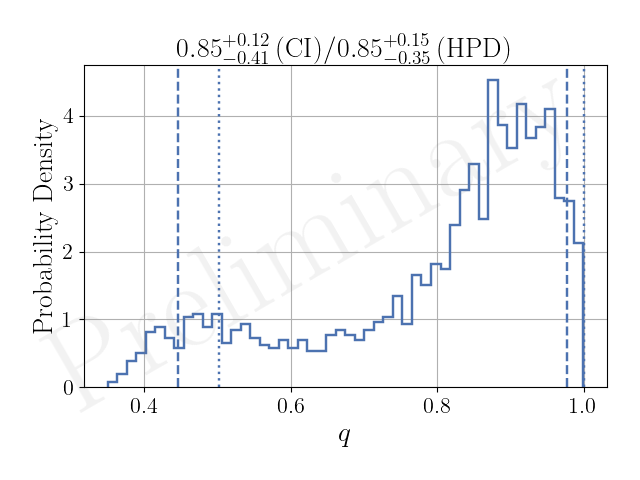 0.85^{+0.12}_{-0.41} (CI)/0.85^{+0.15}_{-0.35} (HPD)
Probability Density
4
3
2
1
0
0.4 0.6 0.8 1.0
q
Preliminary